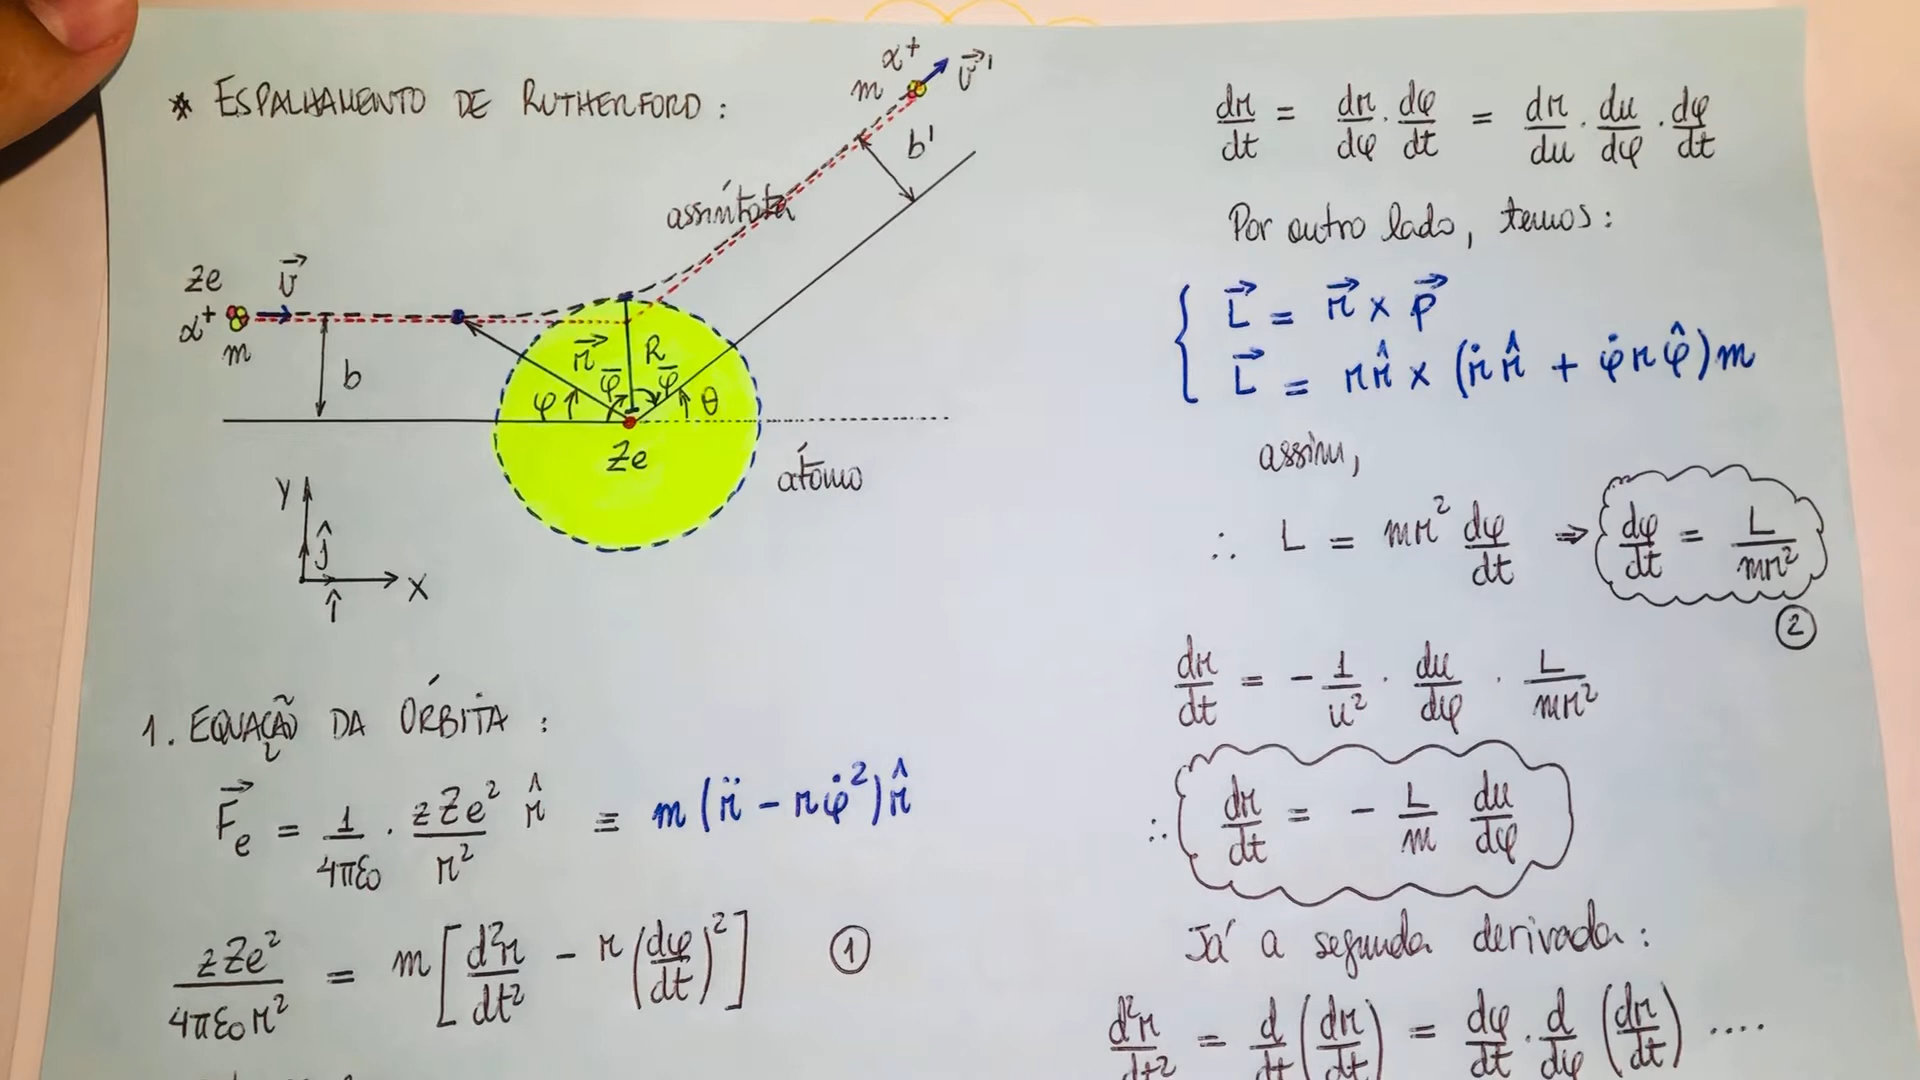 * ESPALHAMENTO DE RUTHERFORD:
α⁺
m
v⃗'
b'
assíntota
ze
v⃗
α⁺
m
b
r⃗
R
φ
φ̅
φ̅
θ
Ze
átomo
Y
ĵ
î
X
1. EQUAÇÃO DA ÓRBITA:
F⃗e = 1/4πε₀ · zZe²/r² r̂ ≡ m(r̈ - rφ̇²)r̂
zZe²/4πε₀r² = m[d²r/dt² - r(dφ/dt)²] ①
dr/dt = dr/dφ · dφ/dt = dr/du · du/dφ · dφ/dt
Por outro lado, temos:
L⃗ = r⃗ x p⃗
L⃗ = r r̂ x (ṙ r̂ + φ̇ r φ̂)m
assim,
∴ L = mr² dφ/dt ⇒ dφ/dt = L/mr²
②
dr/dt = - 1/u² · du/dφ · L/mr²
∴ dr/dt = - L/m du/dφ
Já a segunda derivada:
d²r/dt² = d/dt (dr/dt) = dφ/dt · d/dφ (dr/dt) ....